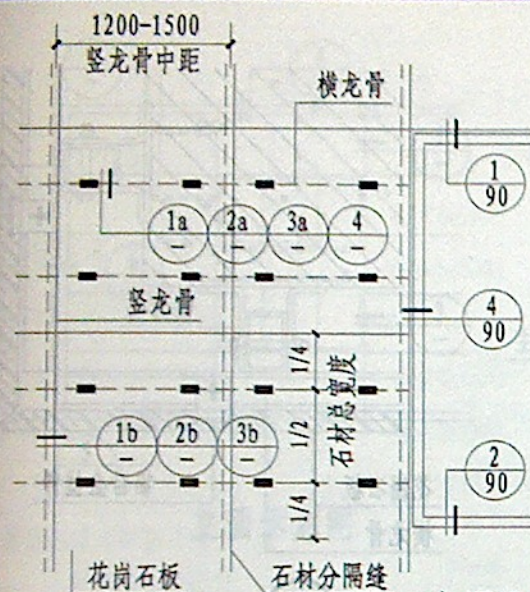 1200-1500
竖龙骨中距
横龙骨
1
90
1a
2a
3a
4
—
—
—
—
竖龙骨
4
90
1/4
1/2
1/4
石材总宽度
1b
2b
3b
—
—
—
2
90
花岗石板
石材分隔缝